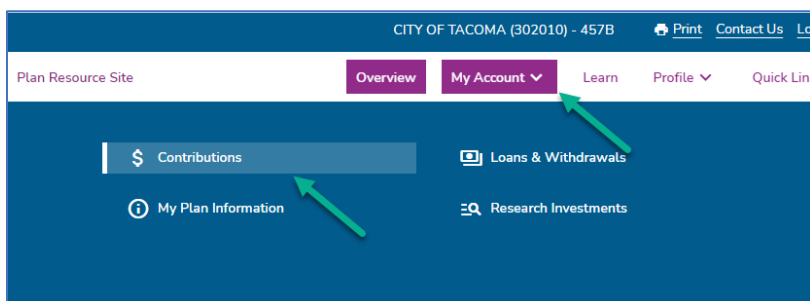 CITY OF TACOMA (302010) - 457B Print Contact Us
Plan Resource Site Overview My Account Learn Profile Quick
Contributions Loans & Withdrawals
My Plan Information Research Investments